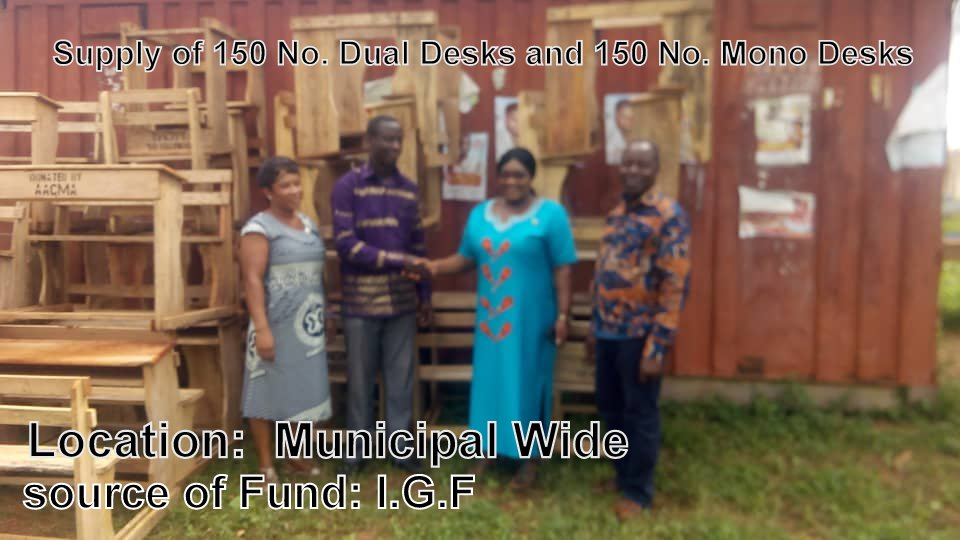 Supply of 150 No. Dual Desks and 150 No. Mono Desks
DONATED BY
AACMA
Location:  Municipal Wide
source of Fund: I.G.F